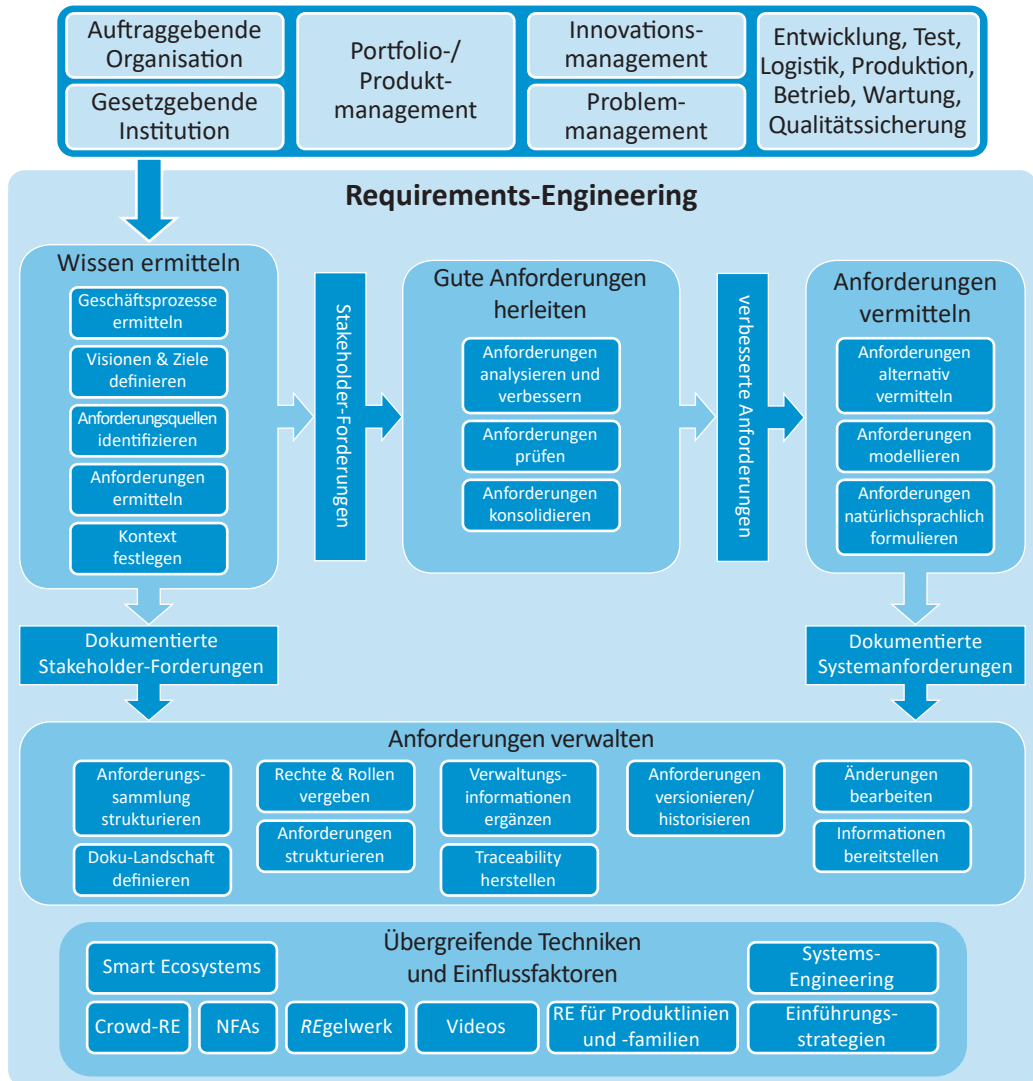 Auftraggebende
Organisation
Gesetzgebende
Institution
Portfolio-/
Produkt-
management
Innovations-
management
Problem-
management
Entwicklung, Test,
Logistik, Produktion,
Betrieb, Wartung,
Qualitätssicherung
Requirements-Engineering
Wissen ermitteln
Geschäftsprozesse
ermitteln
Visionen & Ziele
definieren
Anforderungsquellen
identifizieren
Anforderungen
ermitteln
Kontext
festlegen
Stakeholder-Forderungen
Gute Anforderungen
herleiten
Anforderungen
analysieren und
verbessern
Anforderungen
prüfen
Anforderungen
konsolidieren
verbesserte Anforderungen
Anforderungen
vermitteln
Anforderungen
alternativ
vermitteln
Anforderungen
modellieren
Anforderungen
natürlichsprachlich
formulieren
Dokumentierte
Stakeholder-Forderungen
Dokumentierte
Systemanforderungen
Anforderungen verwalten
Anforderungs-
sammlung
strukturieren
Doku-Landschaft
definieren
Rechte & Rollen
vergeben
Anforderungen
strukturieren
Verwaltungs-
informationen
ergänzen
Traceability
herstellen
Anforderungen
versionieren/
historisieren
Änderungen
bearbeiten
Informationen
bereitstellen
Übergreifende Techniken
und Einflussfaktoren
Smart Ecosystems
Systems-
Engineering
Crowd-RE
NFAs
REgelwerk
Videos
RE für Produktlinien
und -familien
Einführungs-
strategien